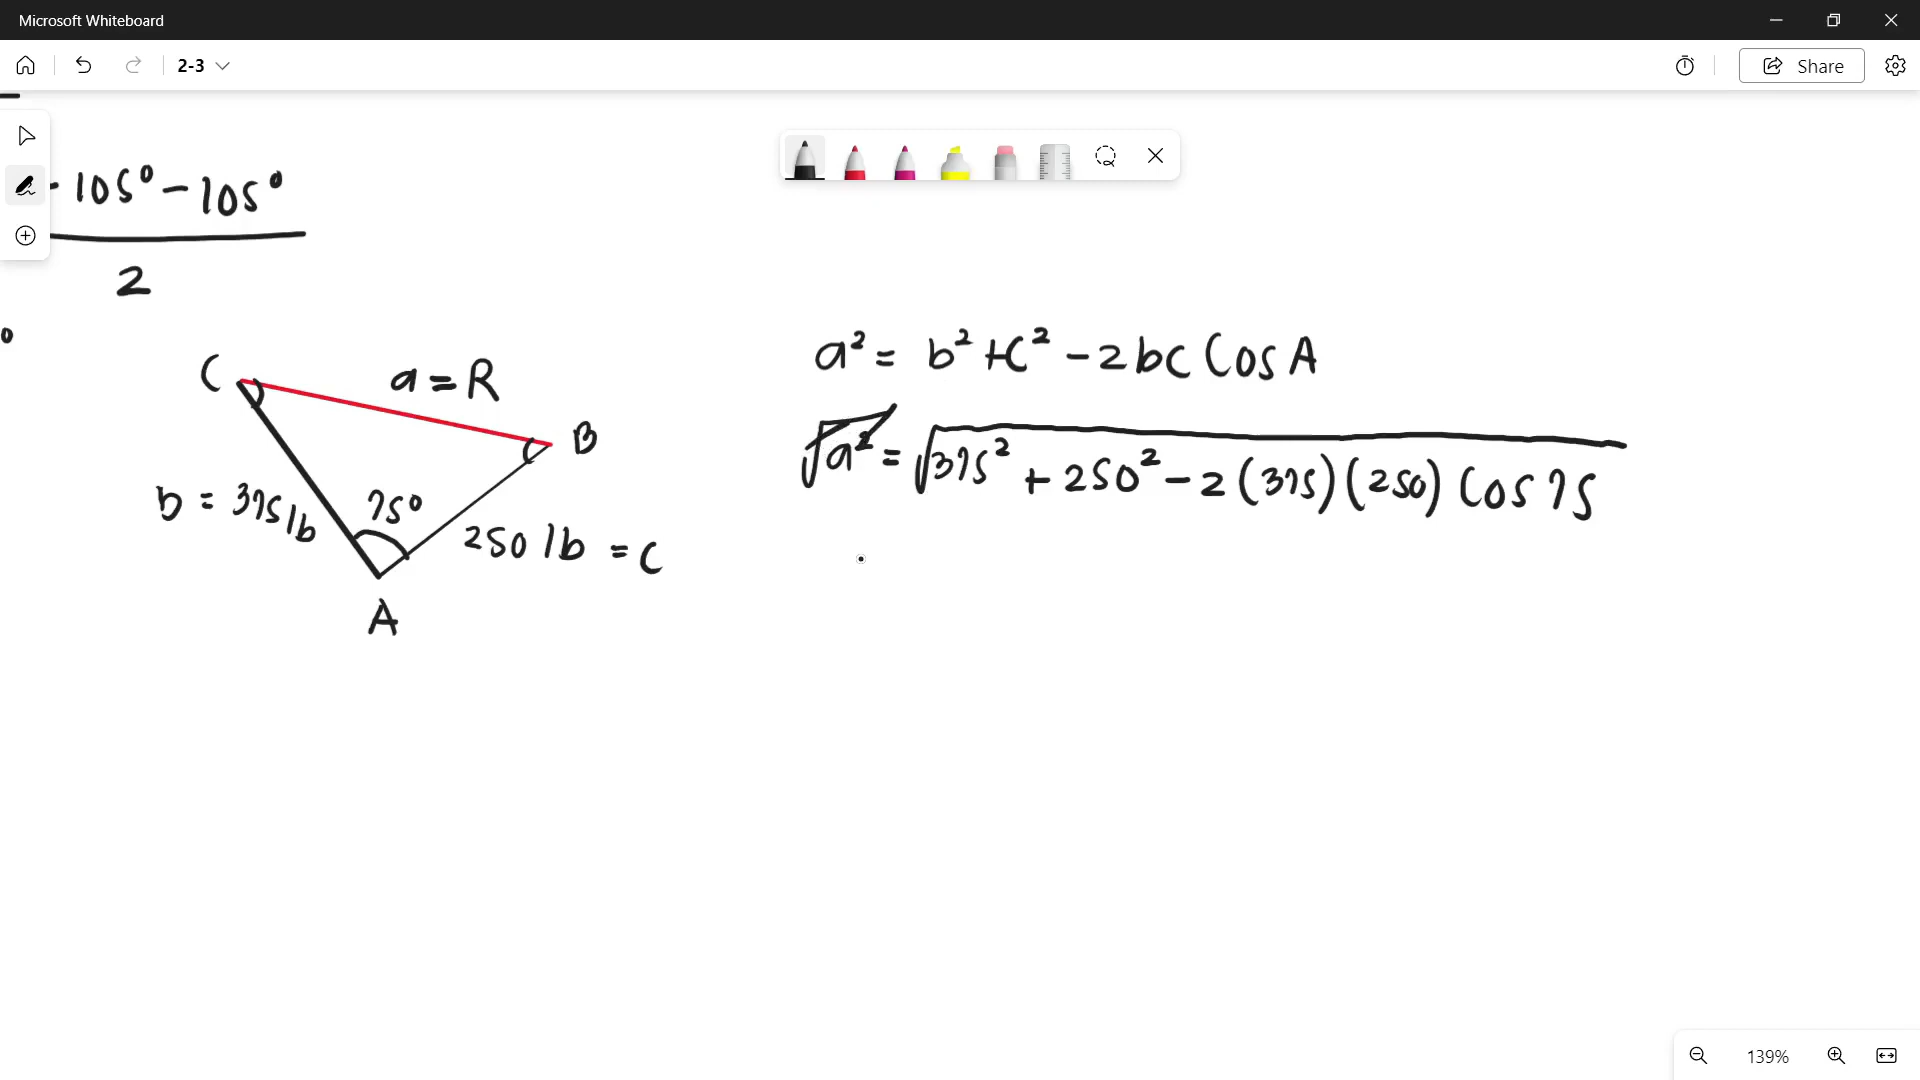 Microsoft Whiteboard
2-3
Share
- 105° - 105°
2
°
C
a = R
B
b = 375 lb
75°
250 lb = C
A
a² = b² + C² - 2bC Cos A
√a² = √375² + 250² - 2(375)(250) Cos 75
139%